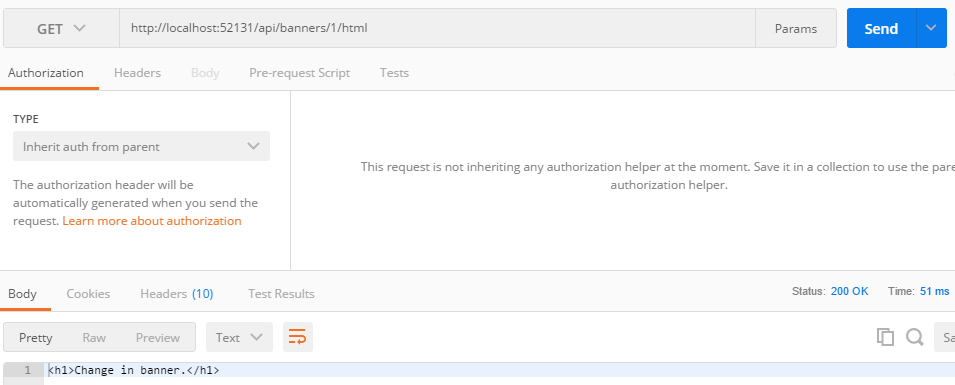 GET http://localhost:52131/api/banners/1/html Params Send
Authorization Headers Body Pre-request Script Tests
TYPE
Inherit auth from parent
The authorization header will be
automatically generated when you send the
request. Learn more about authorization
This request is not inheriting any authorization helper at the moment. Save it in a collection to use the pare
authorization helper.
Body Cookies Headers (10) Test Results Status: 200 OK Time: 51 ms
Pretty Raw Preview Text Sa
1 <h1>Change in banner.</h1>